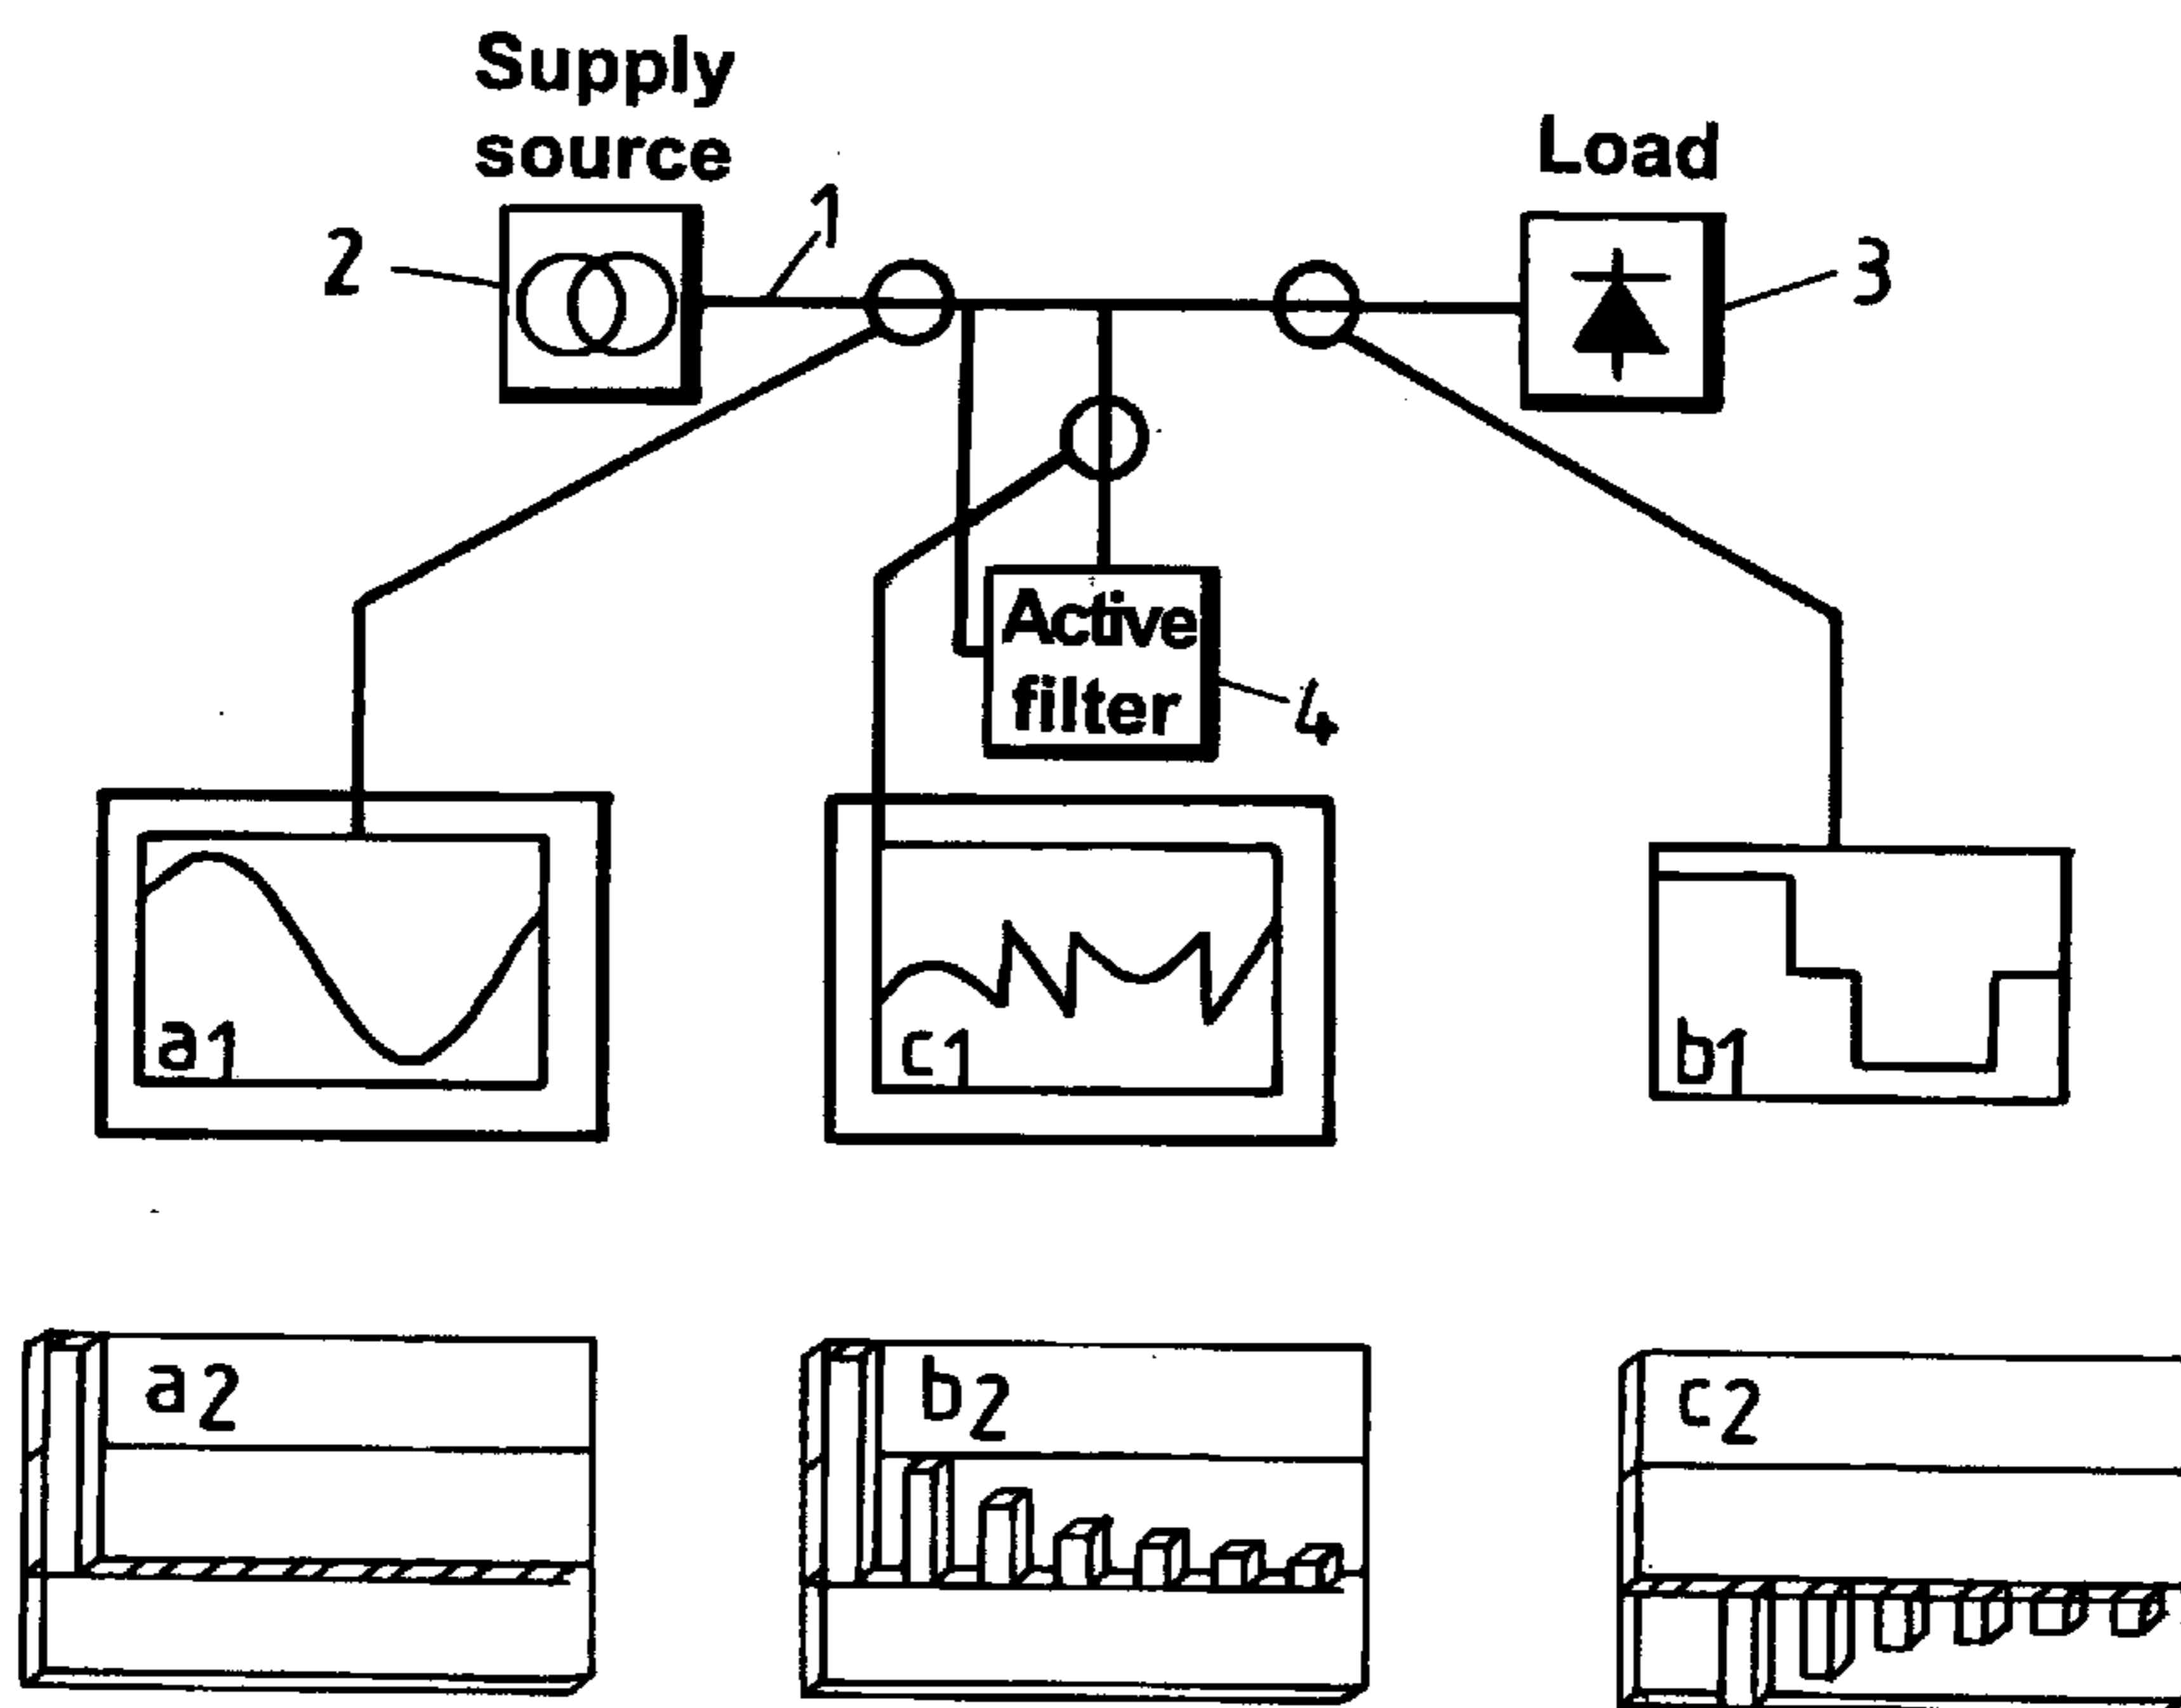 Supply
source
Load
1
2
3
Active
filter
4
a1
c1
b1
a2
b2
c2